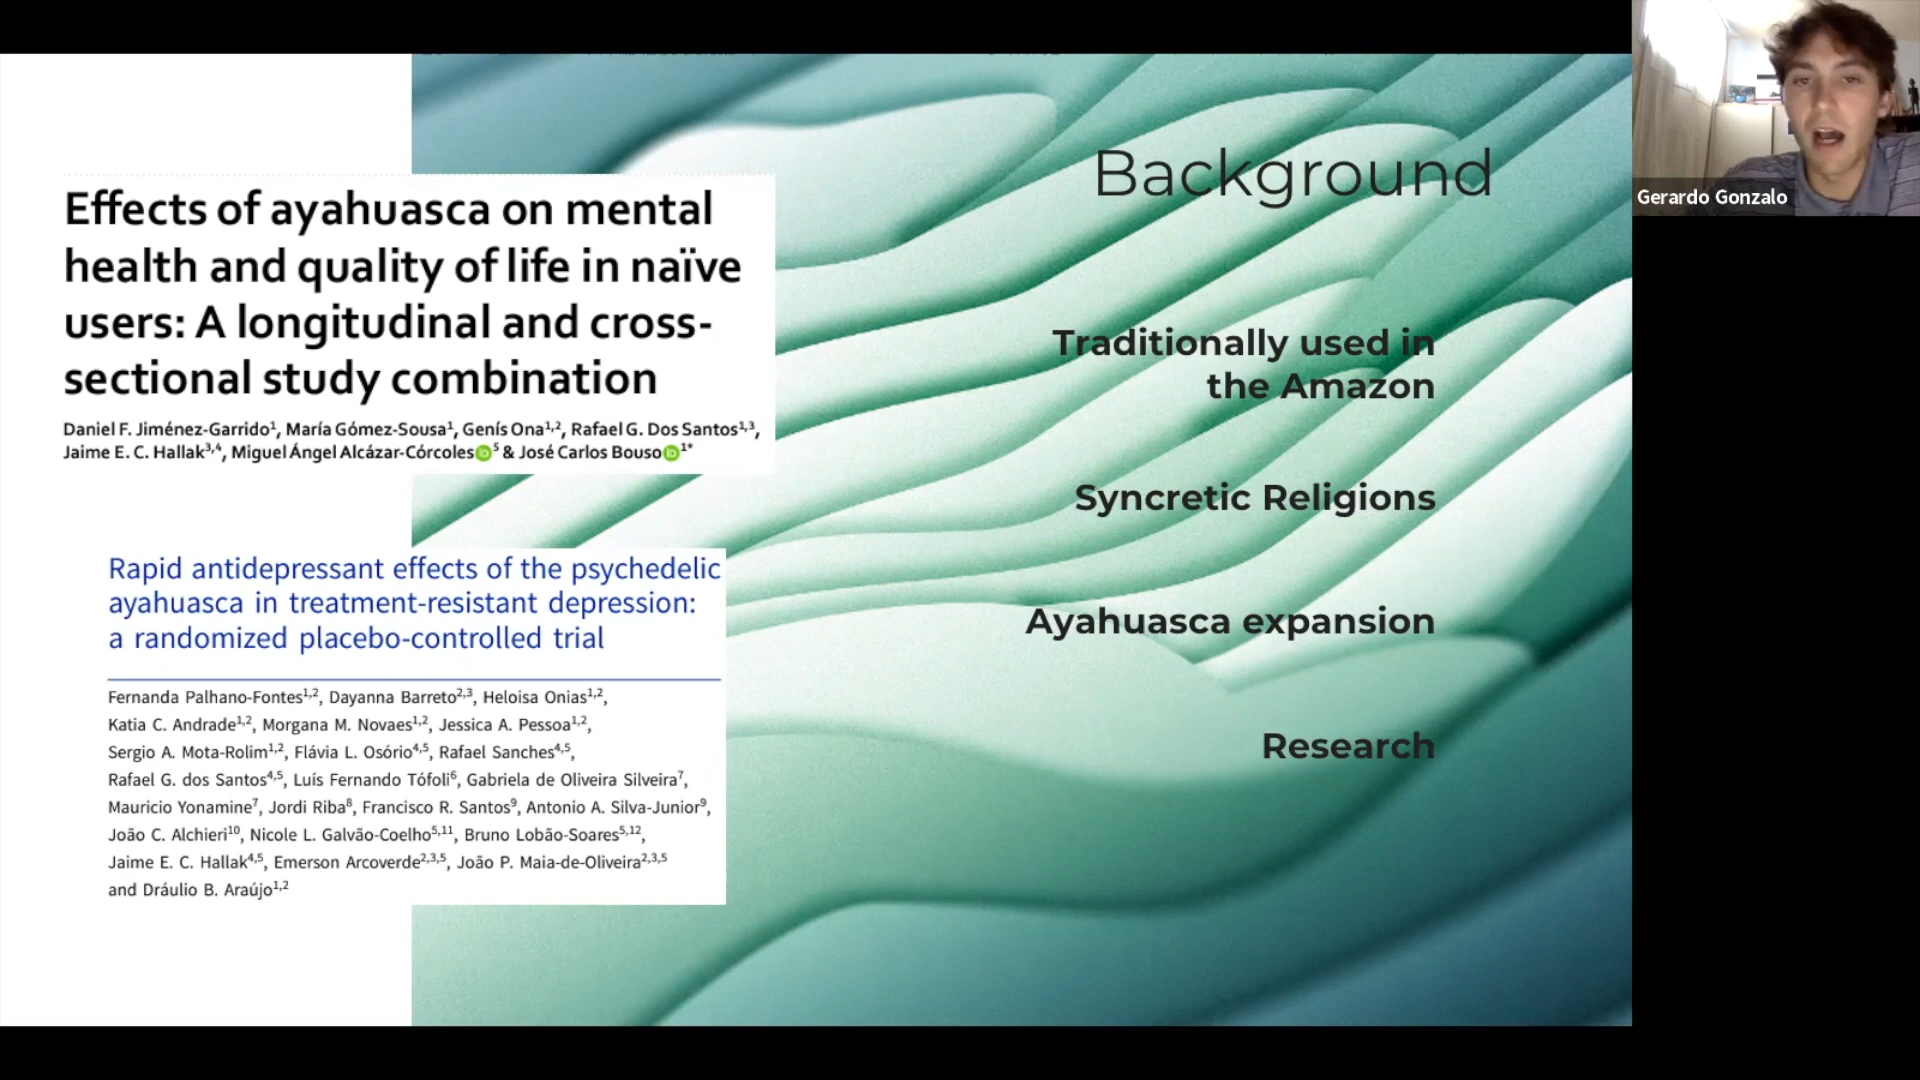 Effects of ayahuasca on mental
health and quality of life in naïve
users: A longitudinal and cross-
sectional study combination
Daniel F. Jiménez-Garrido¹, María Gómez-Sousa¹, Genís Ona¹,², Rafael G. Dos Santos¹,³,
Jaime E. C. Hallak³,⁴, Miguel Ángel Alcázar-Córcoles iD ⁵ & José Carlos Bouso iD ¹*
Rapid antidepressant effects of the psychedelic
ayahuasca in treatment-resistant depression:
a randomized placebo-controlled trial
Fernanda Palhano-Fontes¹,², Dayanna Barreto²,³, Heloisa Onias¹,²,
Katia C. Andrade¹,², Morgana M. Novaes¹,², Jessica A. Pessoa¹,²,
Sergio A. Mota-Rolim¹,², Flávia L. Osório⁴,⁵, Rafael Sanches⁴,⁵,
Rafael G. dos Santos⁴,⁵, Luís Fernando Tófoli⁶, Gabriela de Oliveira Silveira⁷,
Mauricio Yonamine⁷, Jordi Riba⁸, Francisco R. Santos⁹, Antonio A. Silva-Junior⁹,
João C. Alchieri¹⁰, Nicole L. Galvão-Coelho⁵,¹¹, Bruno Lobão-Soares⁵,¹²,
Jaime E. C. Hallak⁴,⁵, Emerson Arcoverde²,³,⁵, João P. Maia-de-Oliveira²,³,⁵
and Dráulio B. Araújo¹,²
Background
Traditionally used in
the Amazon
Syncretic Religions
Ayahuasca expansion
Research
Gerardo Gonzalo